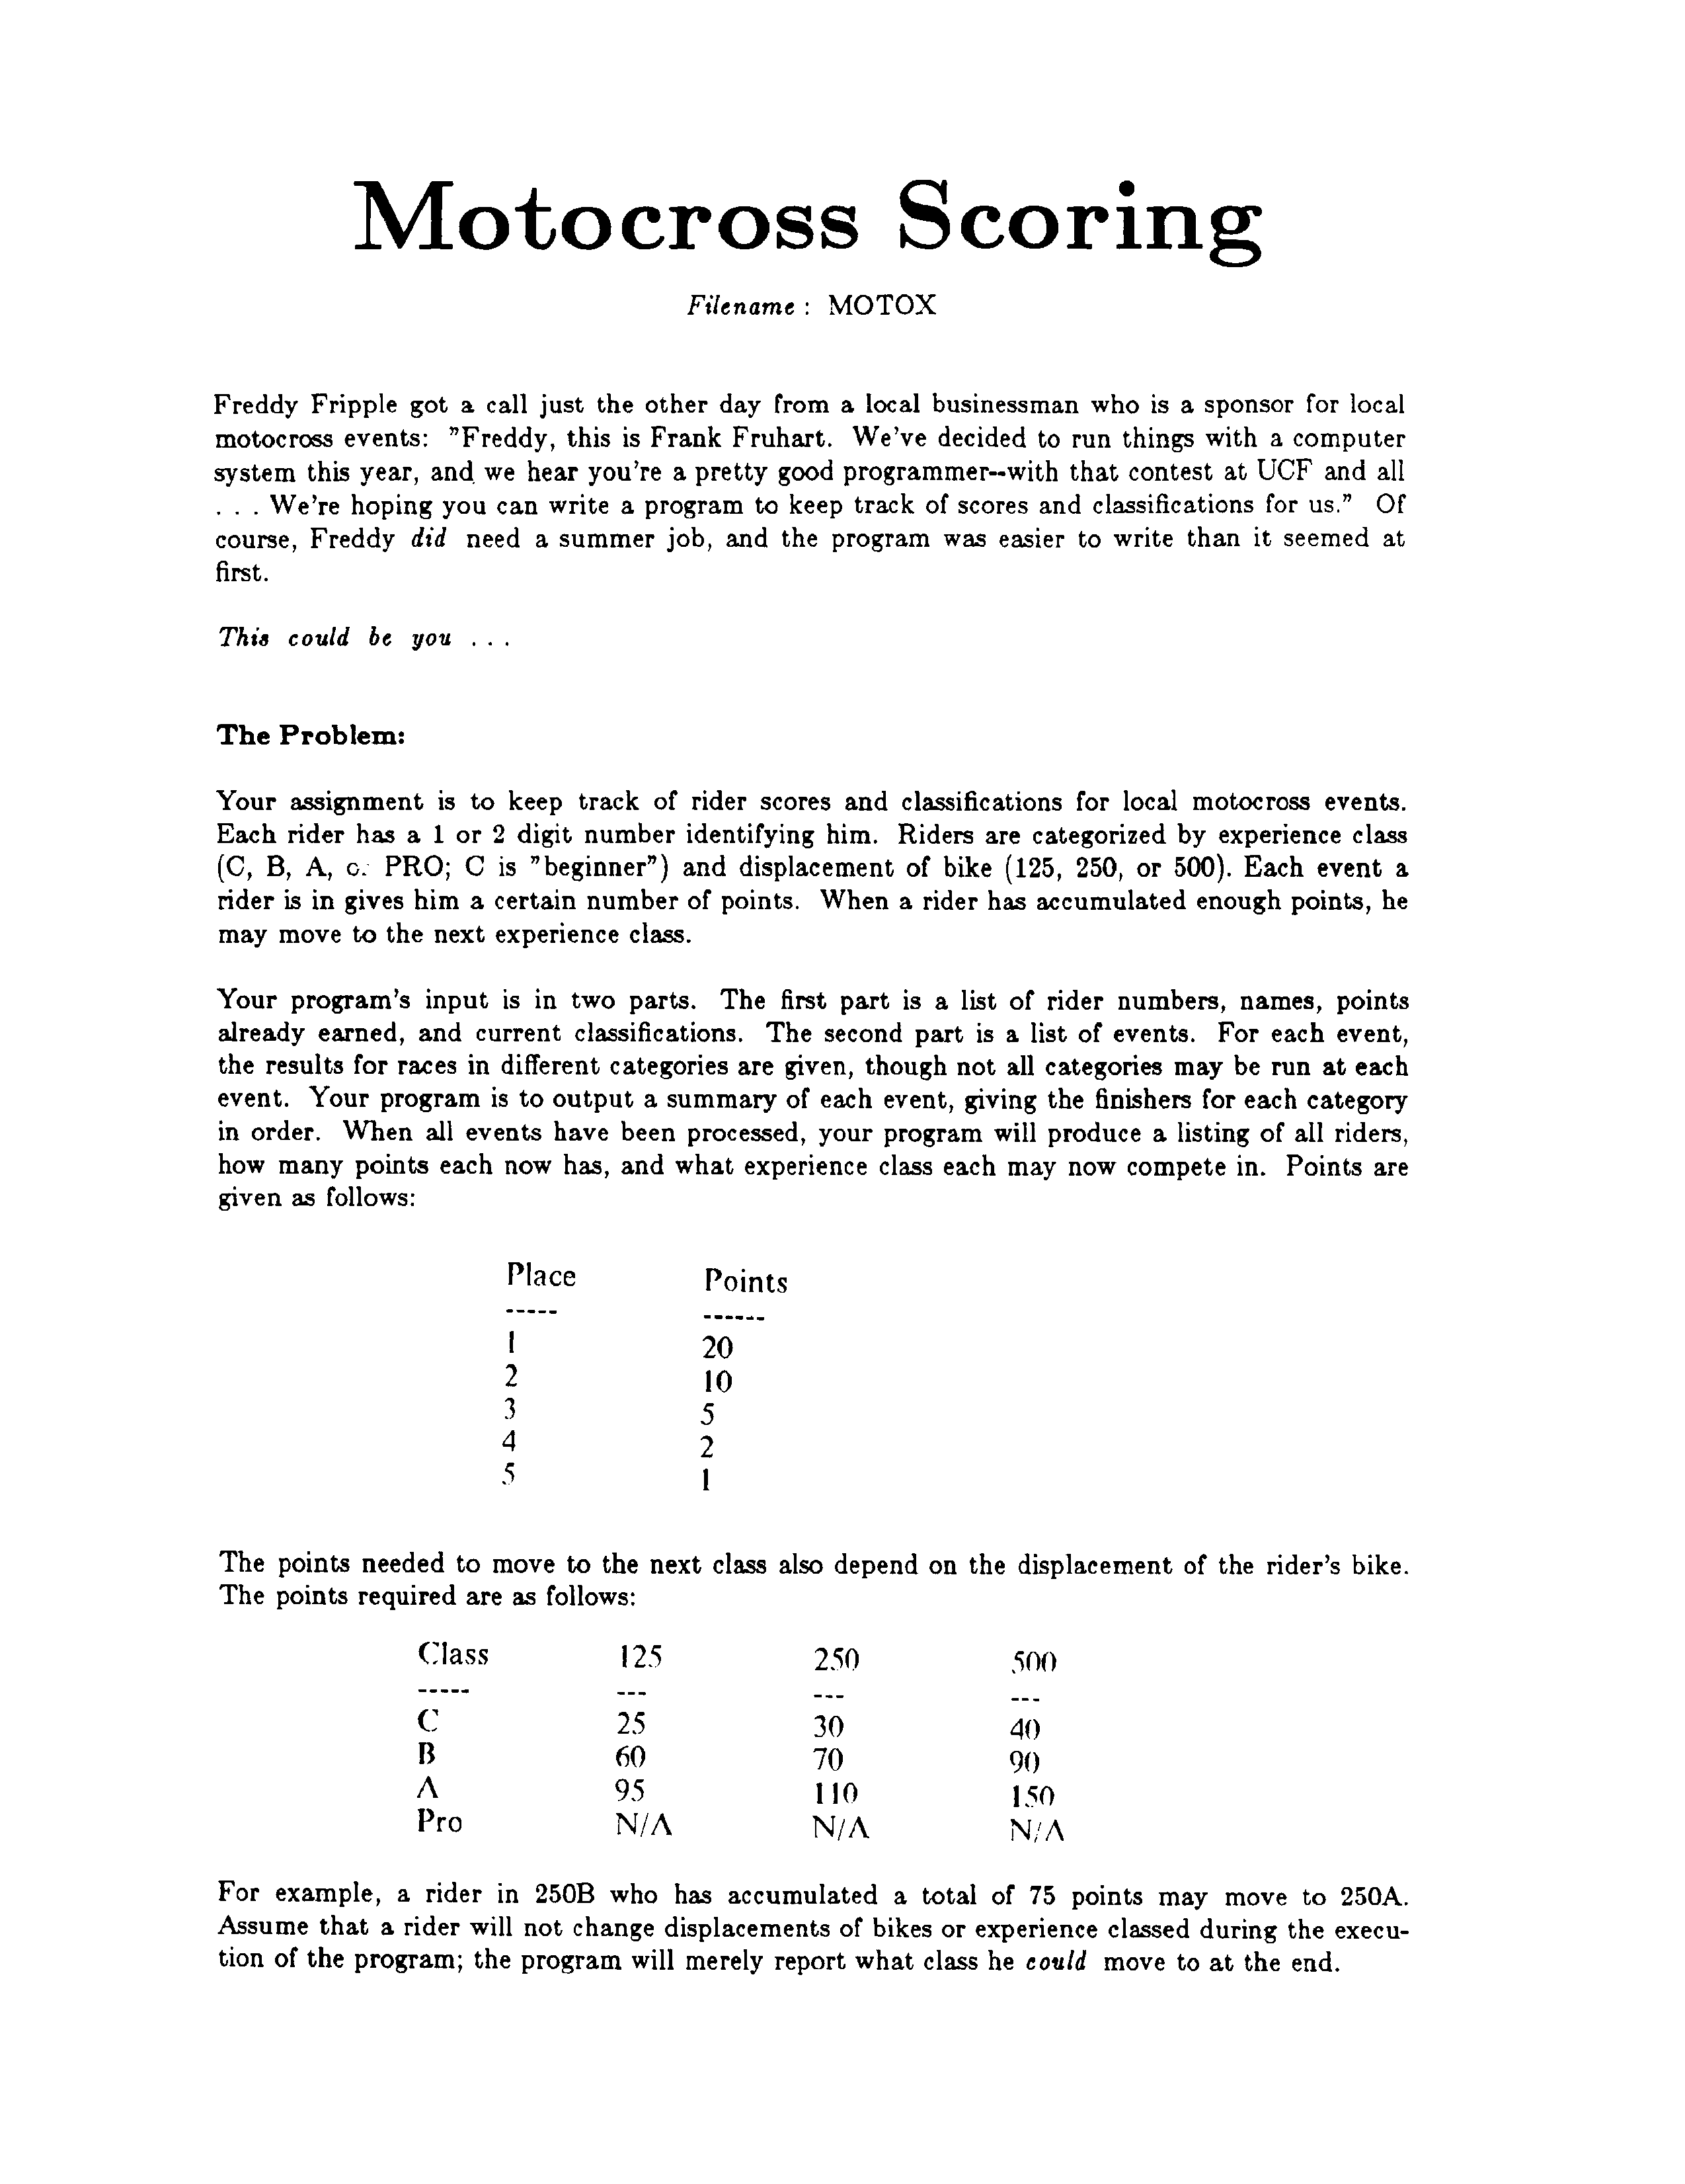 Motocross Scoring
Filename : MOTOX
Freddy Fripple got a call just the other day from a local businessman who is a sponsor for local
motocross events: "Freddy, this is Frank Fruhart. We've decided to run things with a computer
system this year, and we hear you're a pretty good programmer--with that contest at UCF and all
. . . We're hoping you can write a program to keep track of scores and classifications for us." Of
course, Freddy did need a summer job, and the program was easier to write than it seemed at
first.
This could be you . . .
The Problem:
Your assignment is to keep track of rider scores and classifications for local motocross events.
Each rider has a 1 or 2 digit number identifying him. Riders are categorized by experience class
(C, B, A, PRO; C is "beginner") and displacement of bike (125, 250, or 500). Each event a
rider is in gives him a certain number of points. When a rider has accumulated enough points, he
may move to the next experience class.
Your program's input is in two parts. The first part is a list of rider numbers, names, points
already earned, and current classifications. The second part is a list of events. For each event,
the results for races in different categories are given, though not all categories may be run at each
event. Your program is to output a summary of each event, giving the finishers for each category
in order. When all events have been processed, your program will produce a listing of all riders,
how many points each now has, and what experience class each may now compete in. Points are
given as follows:
Place Points
----- ------
1 20
2 10
3 5
4 2
5 1
The points needed to move to the next class also depend on the displacement of the rider's bike.
The points required are as follows:
Class 125 250 500
----- --- --- ---
C 25 30 40
B 60 70 90
A 95 110 150
Pro N/A N/A N/A
For example, a rider in 250B who has accumulated a total of 75 points may move to 250A.
Assume that a rider will not change displacements of bikes or experience classed during the execu-
tion of the program; the program will merely report what class he could move to at the end.